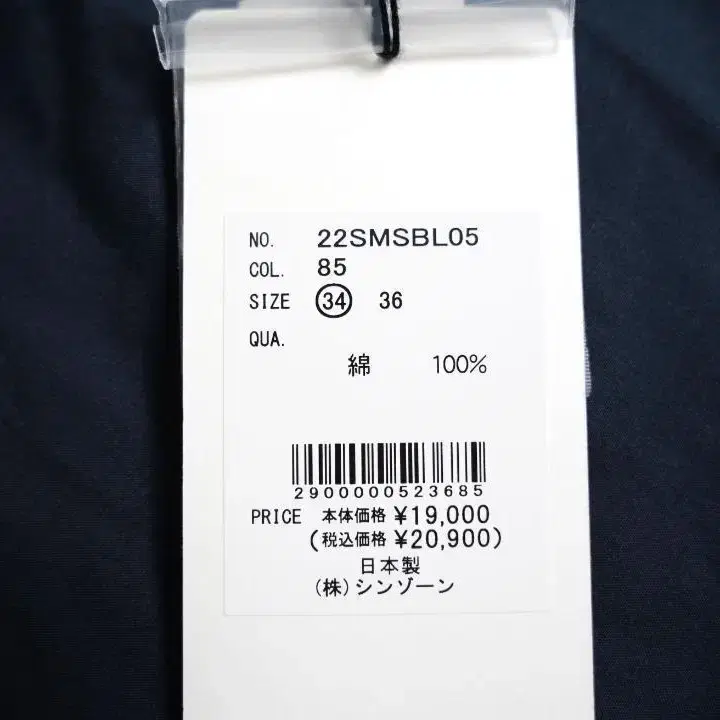 NO. 22SMSBL05
COL. 85
SIZE 34 36
QUA.
綿 100%
2900000523685
PRICE 本体価格 ¥19,000
(税込価格 ¥20,900)
日本製
(株)シンゾーン